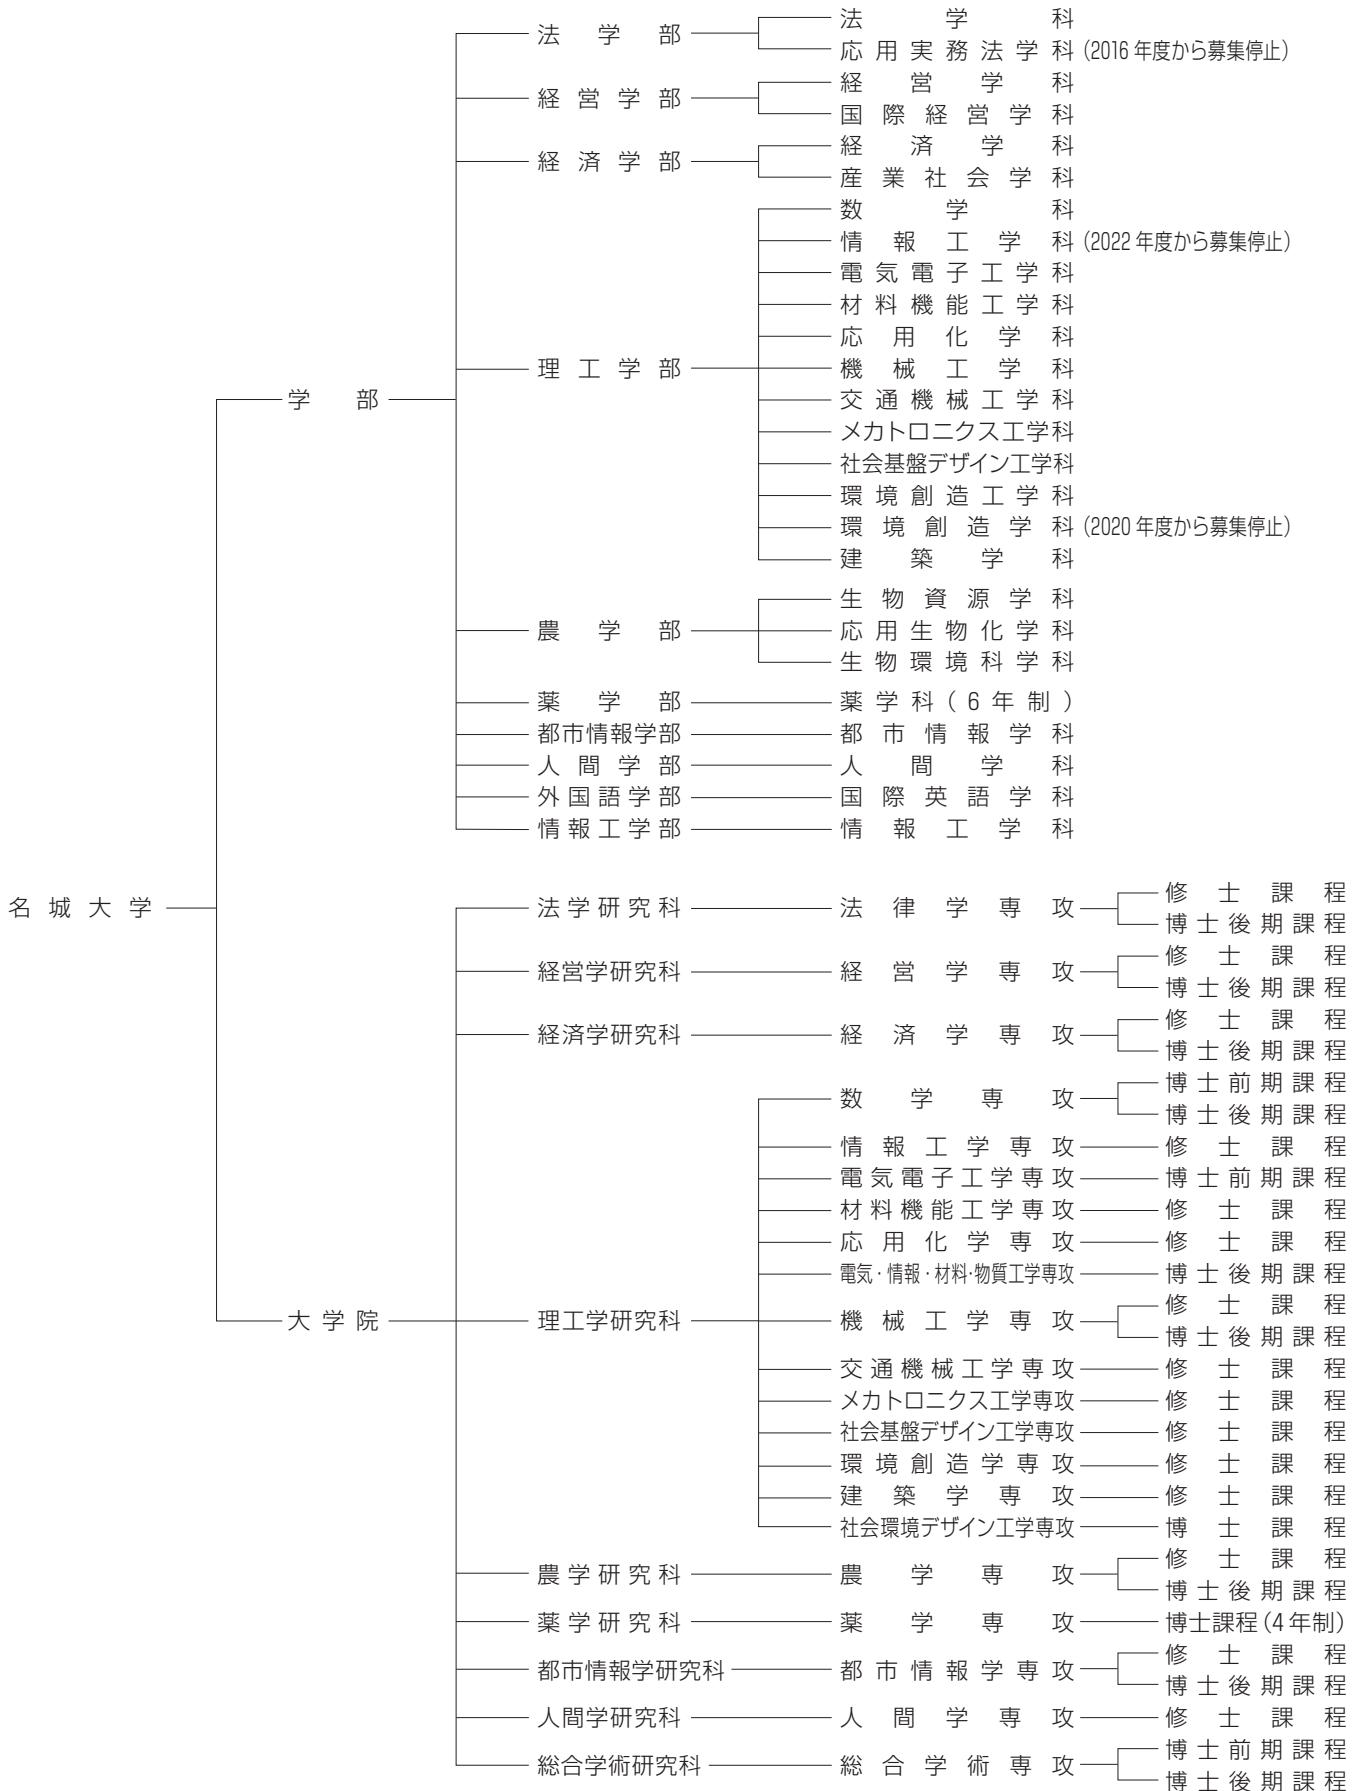 法学部 法学科
応用実務法学科(2016年度から募集停止)
経営学部 経営学科
国際経営学科
経済学部 経済学科
産業社会学科
数学科
情報工学科(2022年度から募集停止)
電気電子工学科
材料機能工学科
応用化学科
理工学部 機械工学科
学部 交通機械工学科
メカトロニクス工学科
社会基盤デザイン工学科
環境創造工学科
環境創造学科(2020年度から募集停止)
建築学科
生物資源学科
農学部 応用生物化学科
生物環境科学科
薬学部 薬学科(6年制)
都市情報学部 都市情報学科
人間学部 人間学科
外国語学部 国際英語学科
情報工学部 情報工学科
名城大学 法学研究科 法律学専攻 修士課程
博士後期課程
経営学研究科 経営学専攻 修士課程
博士後期課程
経済学研究科 経済学専攻 修士課程
博士後期課程
数学専攻 博士前期課程
博士後期課程
情報工学専攻 修士課程
電気電子工学専攻 博士前期課程
材料機能工学専攻 修士課程
応用化学専攻 修士課程
電気・情報・材料・物質工学専攻 博士後期課程
大学院 理工学研究科 機械工学専攻 修士課程
博士後期課程
交通機械工学専攻 修士課程
メカトロニクス工学専攻 修士課程
社会基盤デザイン工学専攻 修士課程
環境創造学専攻 修士課程
建築学専攻 修士課程
社会環境デザイン工学専攻 博士課程
農学研究科 農学専攻 修士課程
博士後期課程
薬学研究科 薬学専攻 博士課程(4年制)
都市情報学研究科 都市情報学専攻 修士課程
博士後期課程
人間学研究科 人間学専攻 修士課程
総合学術研究科 総合学術専攻 博士前期課程
博士後期課程